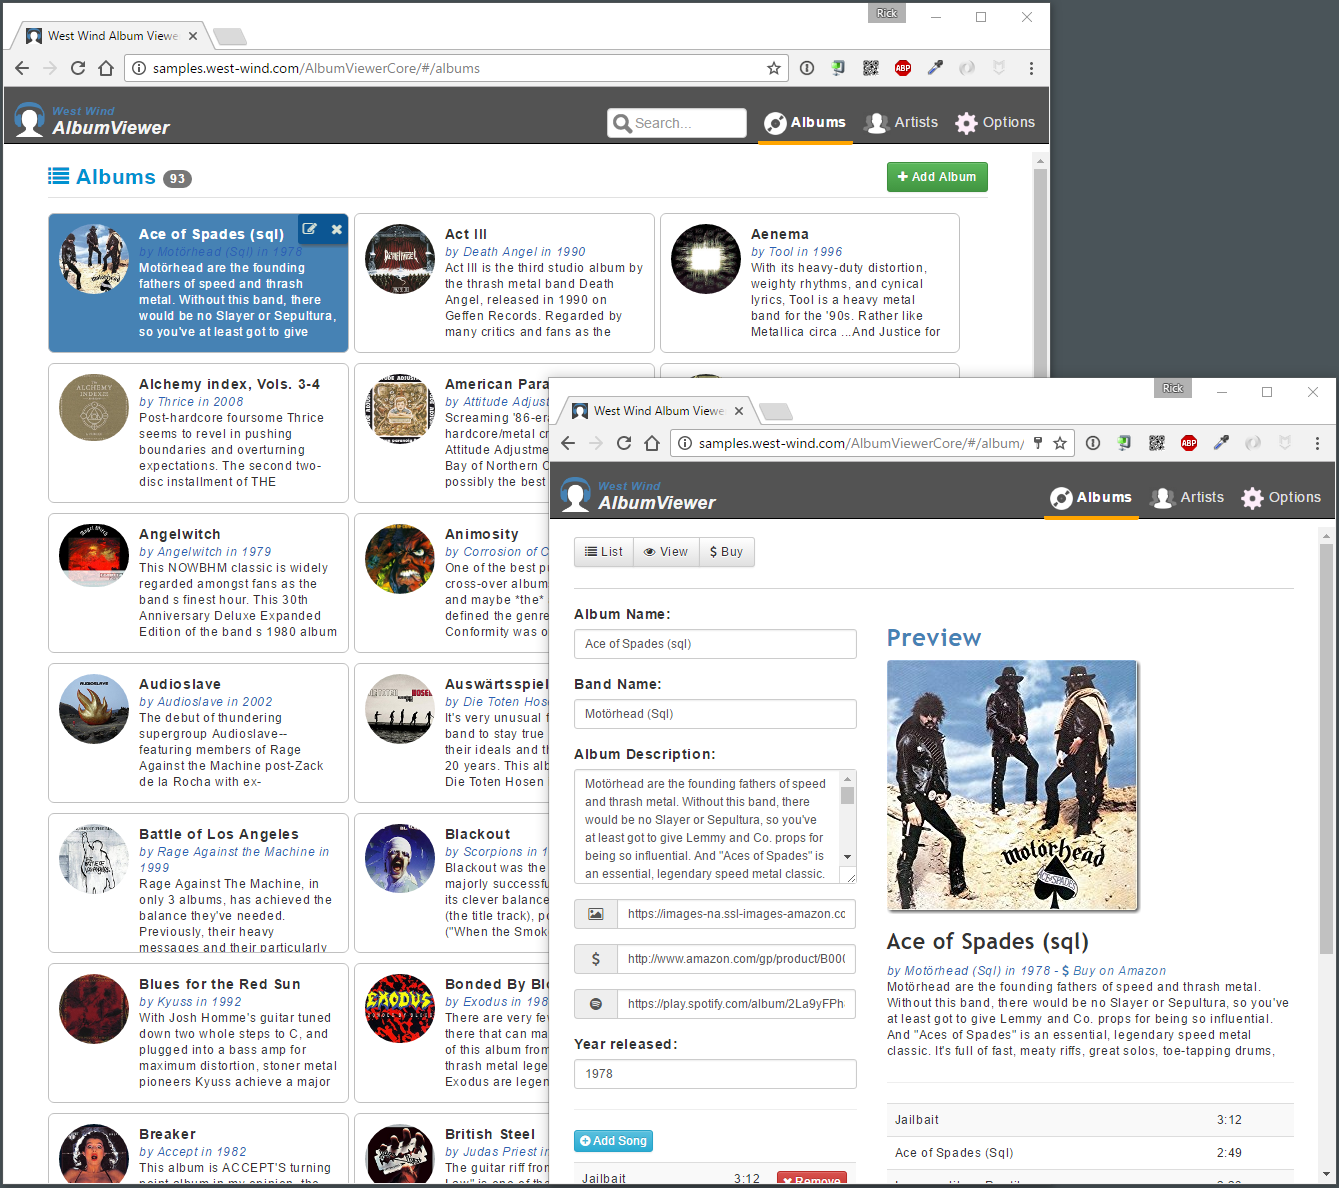 Rick
West Wind Album Viewe
samples.west-wind.com/AlbumViewerCore/#/albums
ABP
West Wind
AlbumViewer
Search...
Albums
Artists
Options
Albums 93
Add Album
Ace of Spades (sql)
by Motörhead (Sql) in 1978
Motörhead are the founding
fathers of speed and thrash
metal. Without this band, there
would be no Slayer or Sepultura,
so you've at least got to give
Act III
by Death Angel in 1990
Act III is the third studio album by
the thrash metal band Death
Angel, released in 1990 on
Geffen Records. Regarded by
many critics and fans as the
Aenema
by Tool in 1996
With its heavy-duty distortion,
weighty rhythms, and cynical
lyrics, Tool is a heavy metal
band for the '90s. Rather like
Metallica circa ...And Justice for
Alchemy index, Vols. 3-4
by Thrice in 2008
Post-hardcore foursome Thrice
seems to revel in pushing
boundaries and overturning
expectations. The second two-
disc installment of THE
American Para
by Attitude Adjust
Screaming '86-era
hardcore/metal cr
Attitude Adjustme
Bay of Northern C
possibly the best
Angelwitch
by Angelwitch in 1979
This NOWBHM classic is widely
regarded amongst fans as the
band s finest hour. This 30th
Anniversary Deluxe Expanded
Edition of the band s 1980 album
Animosity
by Corrosion of C
One of the best pu
cross-over album
and maybe *the*
defined the genre
Conformity was o
Audioslave
by Audioslave in 2002
The debut of thundering
supergroup Audioslave--
featuring members of Rage
Against the Machine post-Zack
de la Rocha with ex-
Auswärtsspiel
by Die Toten Hose
It's very unusual f
band to stay true
their ideals and th
20 years. This alb
Die Toten Hosen
Battle of Los Angeles
by Rage Against the Machine in
1999
Rage Against The Machine, in
only 3 albums, has achieved the
balance they've needed.
Previously, their heavy
messages and their particularly
Blackout
by Scorpions in 1
Blackout was the
majorly successfu
its clever balance
(the title track), po
("When the Smok
Blues for the Red Sun
by Kyuss in 1992
With Josh Homme's guitar tuned
down two whole steps to C, and
plugged into a bass amp for
maximum distortion, stoner metal
pioneers Kyuss achieve a major
EXODUS
Bonded By Blo
by Exodus in 198
There are very fev
there that can ma
of this album from
thrash metal lege
Exodus are legen
Breaker
by Accept in 1982
This album is ACCEPT'S turning
British Steel
by Judas Priest in
The guitar riff from
Rick
West Wind Album Viewe
samples.west-wind.com/AlbumViewerCore/#/album/
ABP
West Wind
AlbumViewer
Albums
Artists
Options
List
View
$ Buy
Album Name:
Ace of Spades (sql)
Band Name:
Motörhead (Sql)
Album Description:
Motörhead are the founding fathers of speed
and thrash metal. Without this band, there
would be no Slayer or Sepultura, so you've
at least got to give Lemmy and Co. props for
being so influential. And "Aces of Spades" is
an essential, legendary speed metal classic.
https://images-na.ssl-images-amazon.co
$ http://www.amazon.com/gp/product/B000
https://play.spotify.com/album/2La9yFPh
Year released:
1978
Add Song
Jailbait 3:12 Remove
Preview
motörhead
Ace of Spades (sql)
by Motörhead (Sql) in 1978 - $ Buy on Amazon
Motörhead are the founding fathers of speed and thrash metal.
Without this band, there would be no Slayer or Sepultura, so you've
at least got to give Lemmy and Co. props for being so influential.
And "Aces of Spades" is an essential, legendary speed metal
classic. It's full of fast, meaty riffs, great solos, toe-tapping drums,
Jailbait 3:12
Ace of Spades (Sql) 2:49